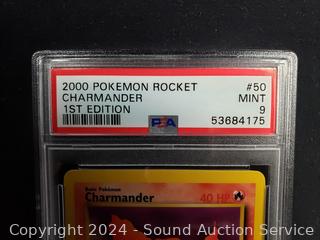 2000 POKEMON ROCKET #50
CHARMANDER MINT
1ST EDITION 9
PSA 53684175
Basic Pokémon
Charmander 40 HP
Copyright 2024 - Sound Auction Service